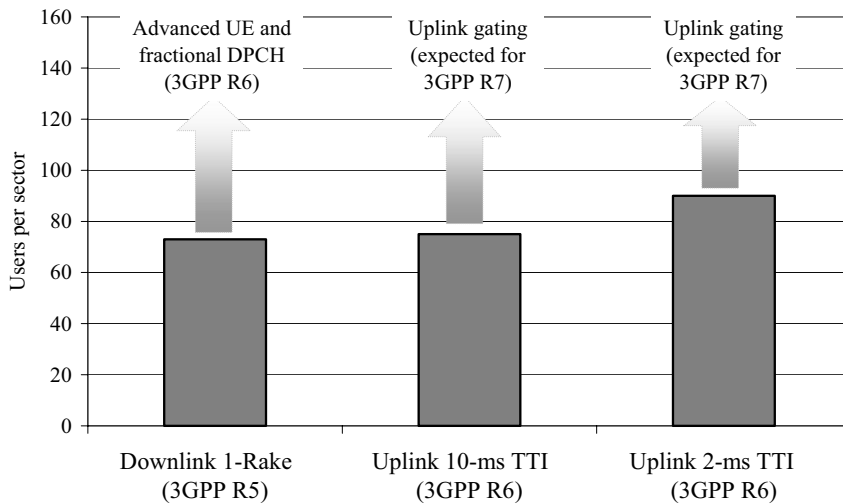 160
140
120
100
80
60
40
20
0
Users per sector
Advanced UE and
fractional DPCH
(3GPP R6)
Uplink gating
(expected for
3GPP R7)
Uplink gating
(expected for
3GPP R7)
Downlink 1-Rake
(3GPP R5)
Uplink 10-ms TTI
(3GPP R6)
Uplink 2-ms TTI
(3GPP R6)